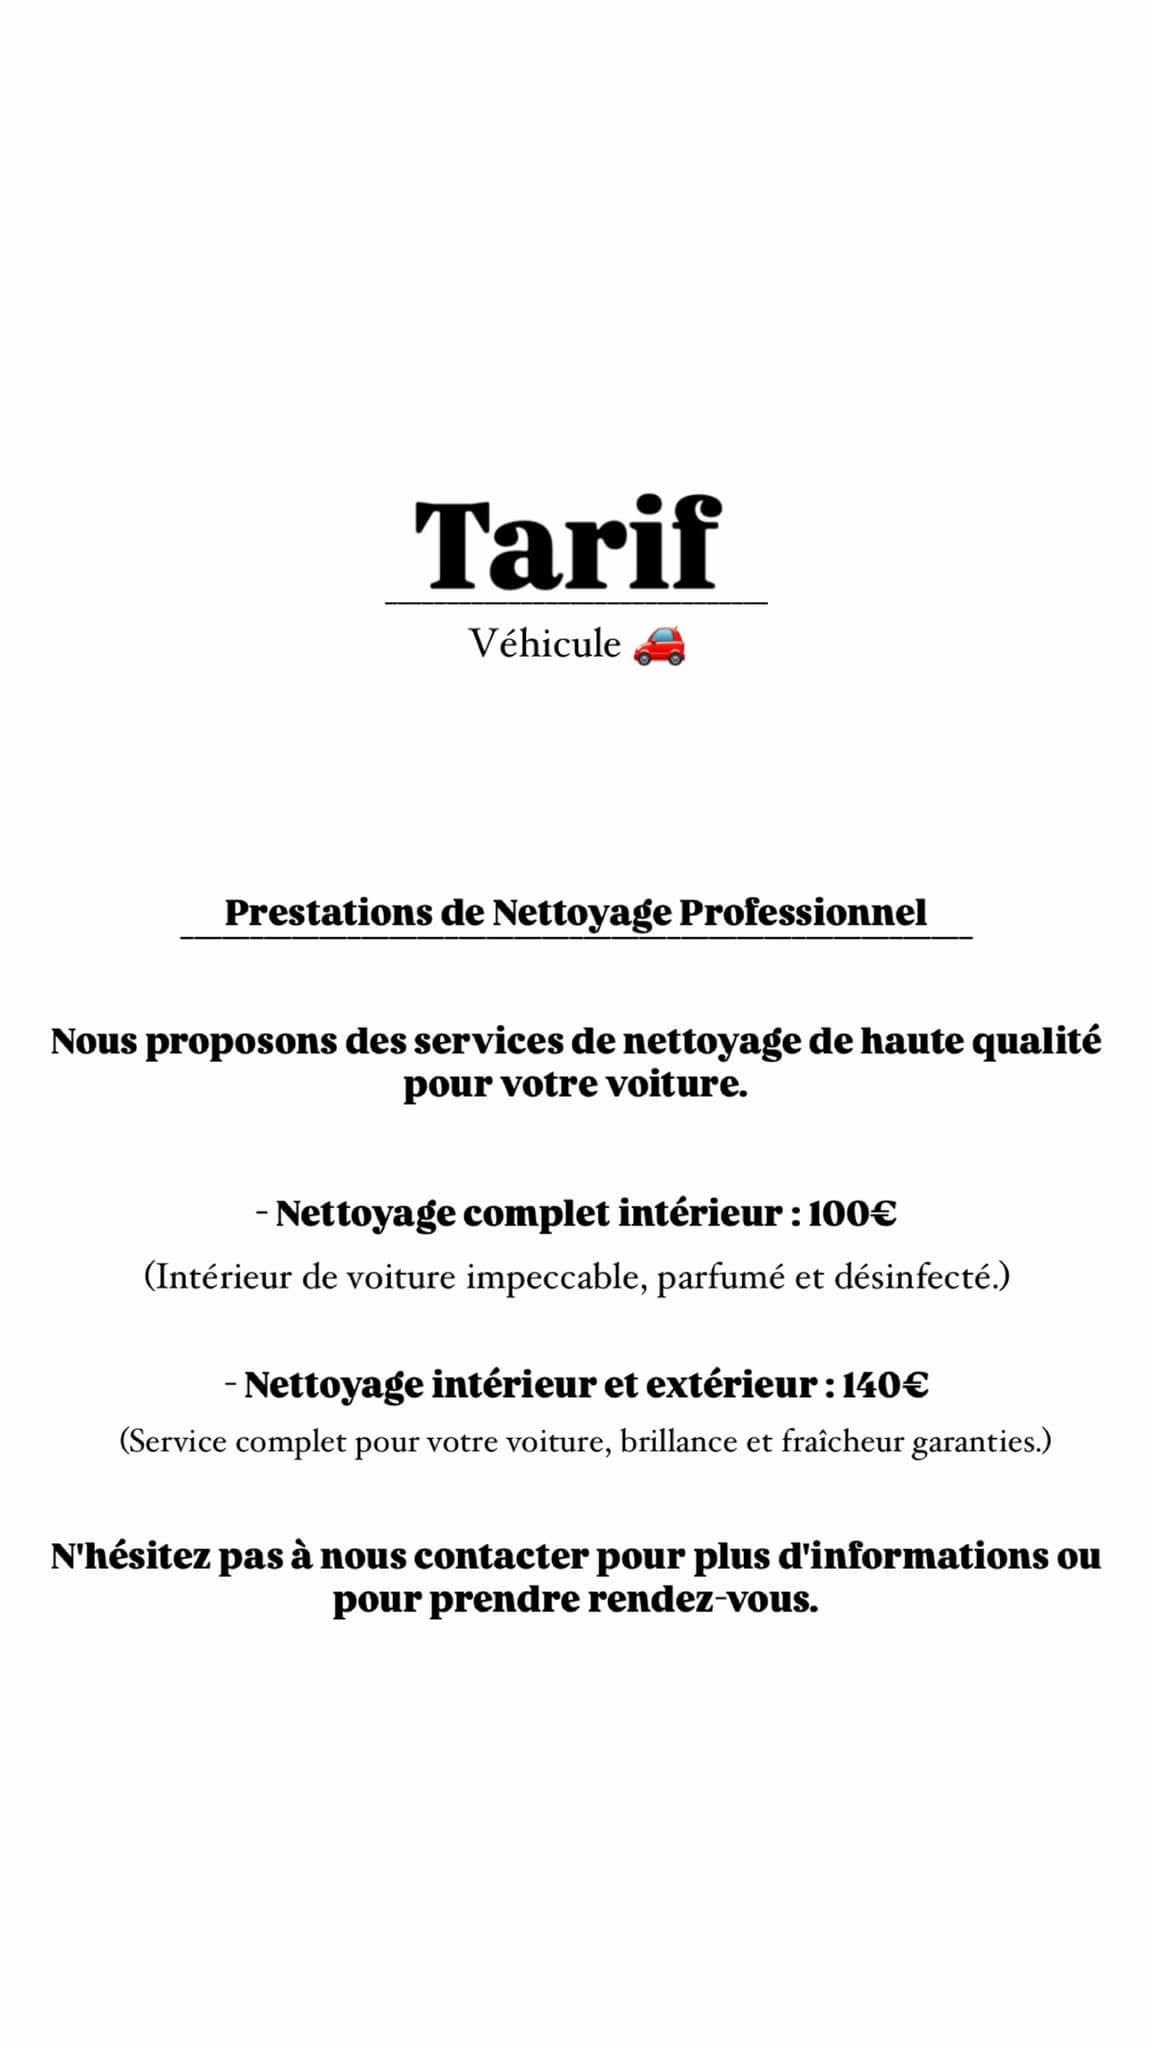 Tarif
Véhicule 🚗
Prestations de Nettoyage Professionnel
Nous proposons des services de nettoyage de haute qualité
pour votre voiture.
- Nettoyage complet intérieur : 100€
(Intérieur de voiture impeccable, parfumé et désinfecté.)
- Nettoyage intérieur et extérieur : 140€
(Service complet pour votre voiture, brillance et fraîcheur garanties.)
N'hésitez pas à nous contacter pour plus d'informations ou
pour prendre rendez-vous.